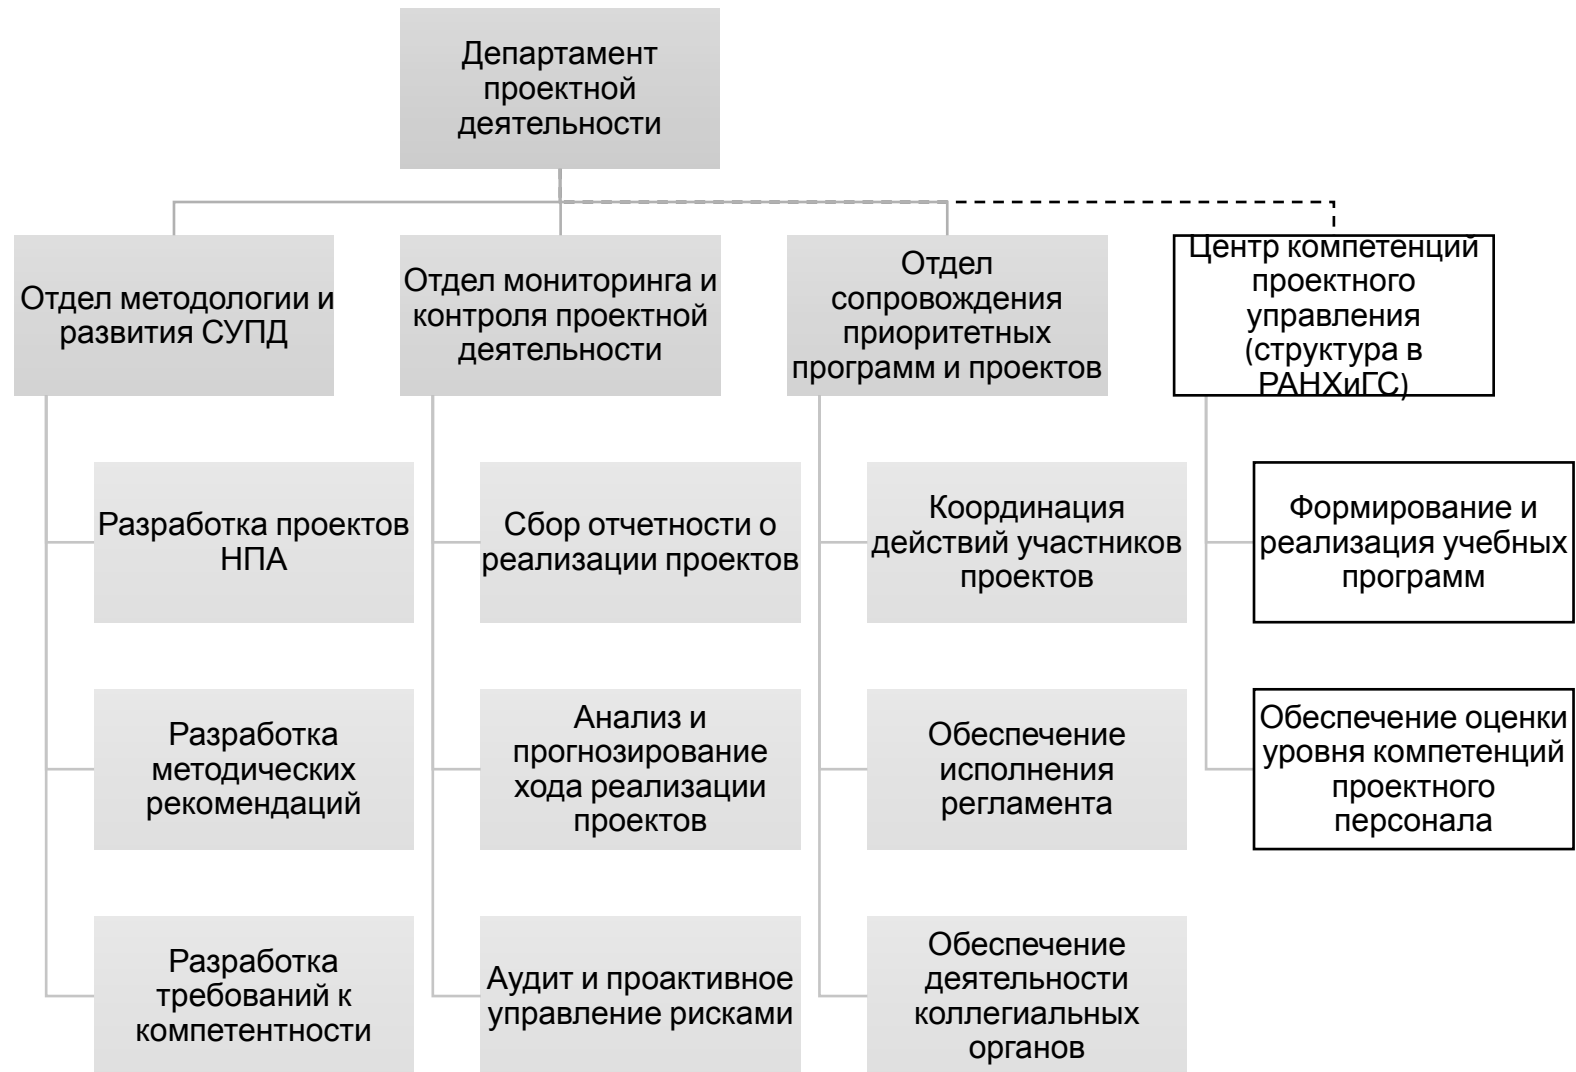 Департамент
проектной
деятельности
Отдел методологии и
развития СУПД
Отдел мониторинга и
контроля проектной
деятельности
Отдел
сопровождения
приоритетных
программ и проектов
Центр компетенций
проектного
управления
(структура в
РАНХиГС)
Разработка проектов
НПА
Сбор отчетности о
реализации проектов
Координация
действий участников
проектов
Формирование и
реализация учебных
программ
Разработка
методических
рекомендаций
Анализ и
прогнозирование
хода реализации
проектов
Обеспечение
исполнения
регламента
Обеспечение оценки
уровня компетенций
проектного
персонала
Разработка
требований к
компетентности
Аудит и проактивное
управление рисками
Обеспечение
деятельности
коллегиальных
органов